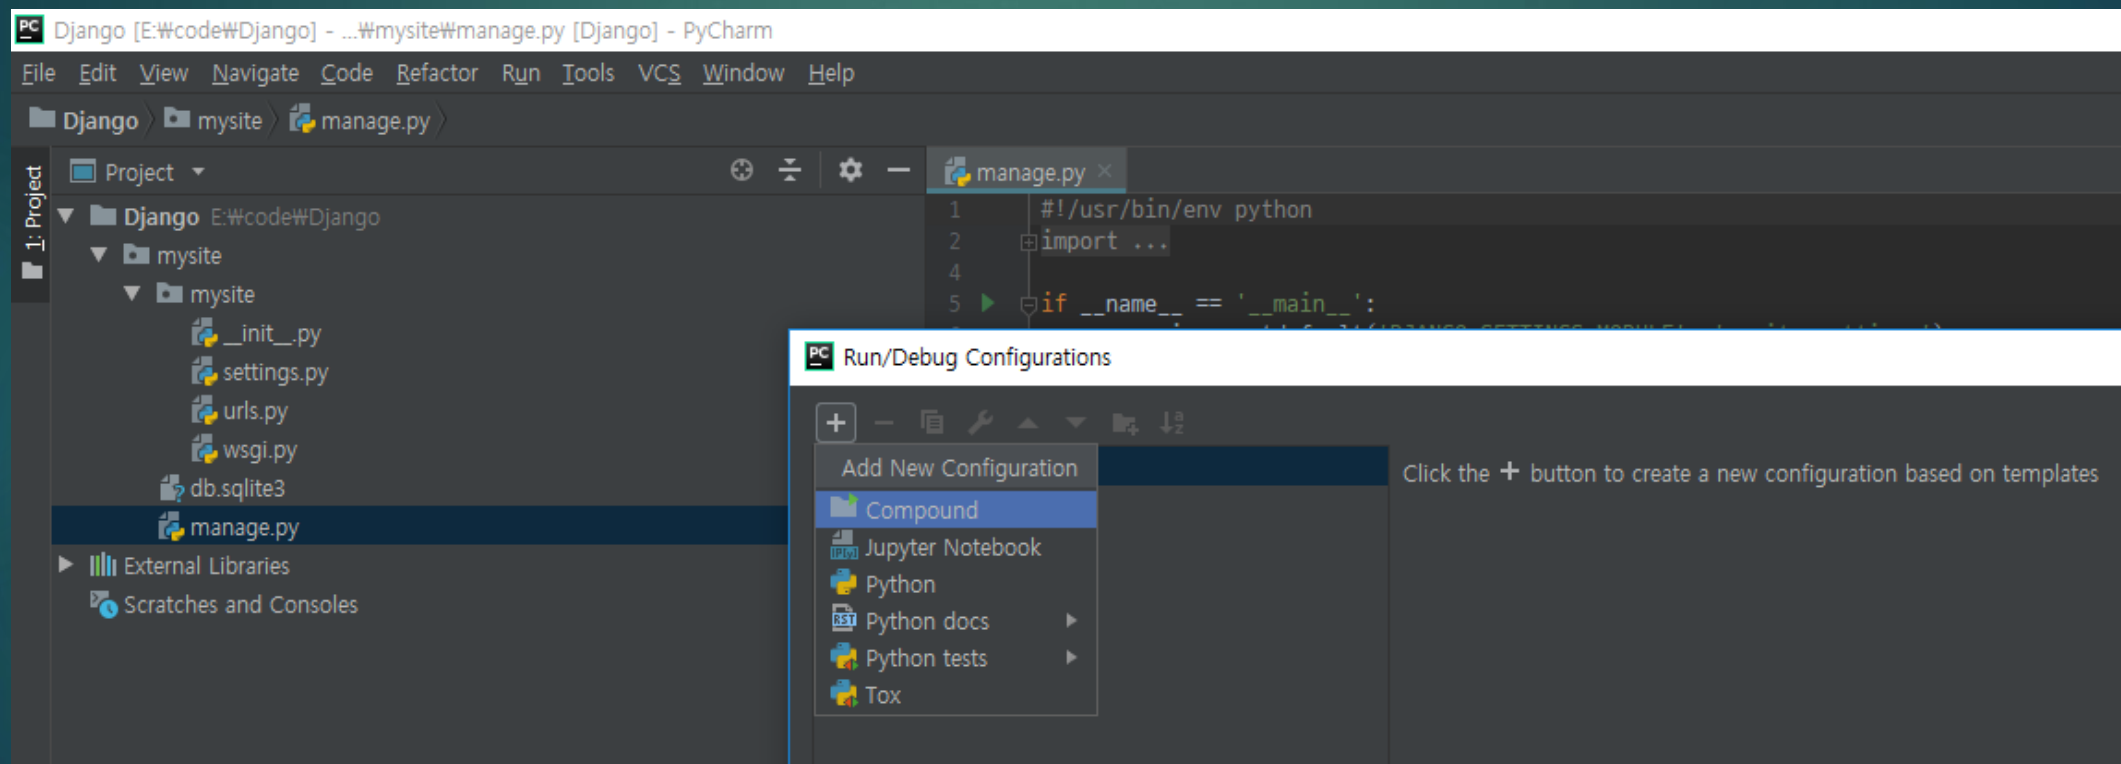 PC Django [E:₩code₩Django] - ...₩mysite₩manage.py [Django] - PyCharm
File Edit View Navigate Code Refactor Run Tools VCS Window Help
Django mysite manage.py
1: Project
Project
Django E:₩code₩Django
mysite
mysite
__init__.py
settings.py
urls.py
wsgi.py
db.sqlite3
manage.py
External Libraries
Scratches and Consoles
manage.py
1 #!/usr/bin/env python
2 import ...
4
5 if __name__ == '__main__':
PC Run/Debug Configurations
Add New Configuration
Compound
Jupyter Notebook
Python
RST Python docs
Python tests
Tox
Click the + button to create a new configuration based on templates